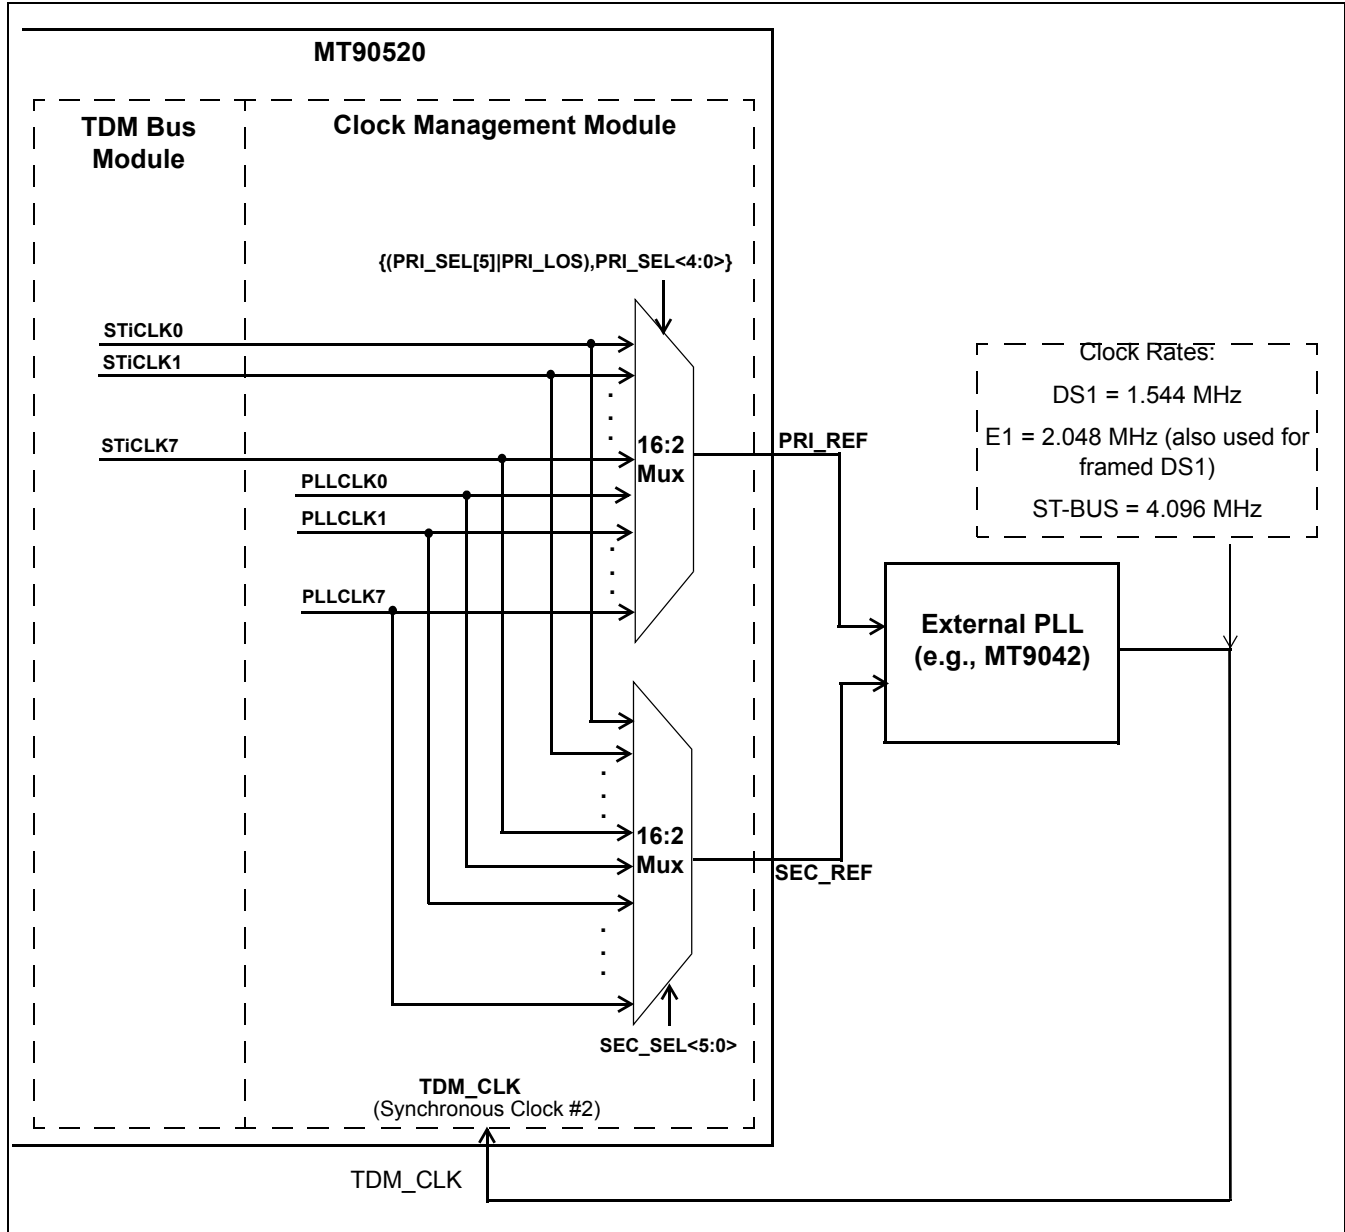 MT90520
TDM Bus
Module
Clock Management Module
{(PRI_SEL[5]|PRI_LOS),PRI_SEL<4:0>}
STiCLK0
STiCLK1
STiCLK7
PLLCLK0
PLLCLK1
PLLCLK7
16:2
Mux
PRI_REF
Clock Rates:
DS1 = 1.544 MHz
E1 = 2.048 MHz (also used for
framed DS1)
ST-BUS = 4.096 MHz
External PLL
(e.g., MT9042)
16:2
Mux
SEC_REF
SEC_SEL<5:0>
TDM_CLK
(Synchronous Clock #2)
TDM_CLK